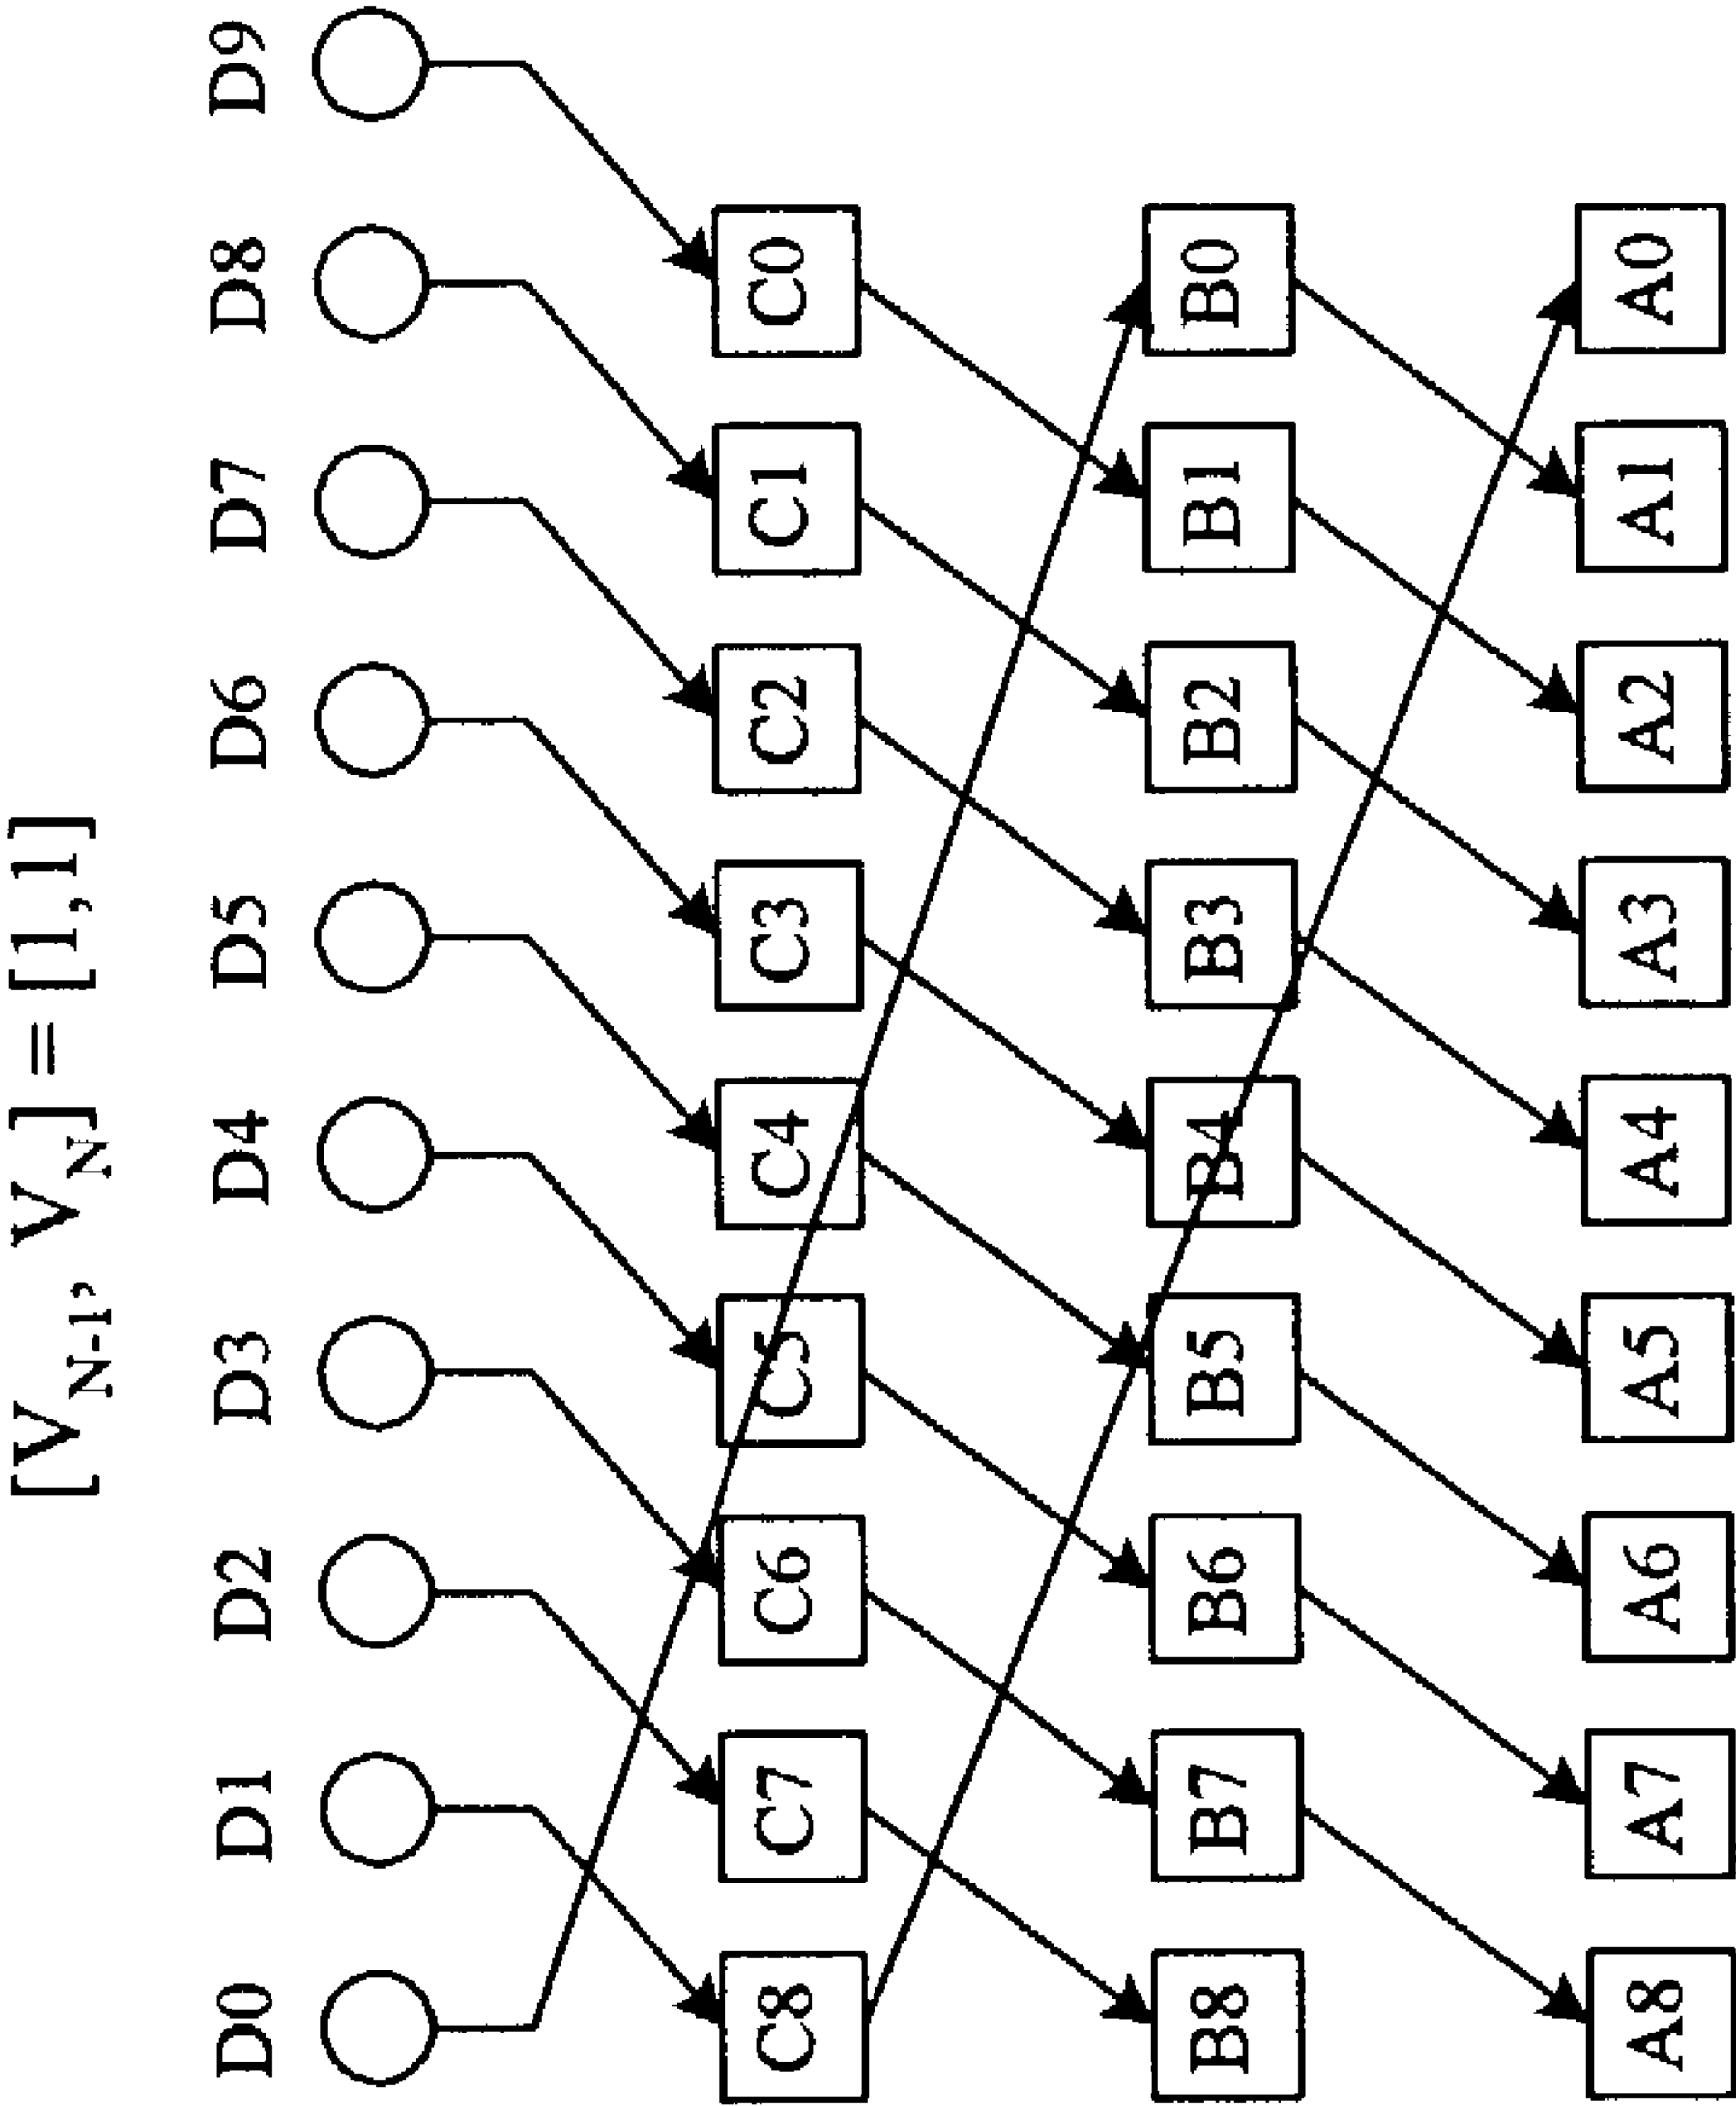 [V N-1, V N] = [1,1]
D0 D1 D2 D3 D4 D5 D6 D7 D8 D9
C8 C7 C6 C5 C4 C3 C2 C1 C0
B8 B7 B6 B5 B4 B3 B2 B1 B0
A8 A7 A6 A5 A4 A3 A2 A1 A0